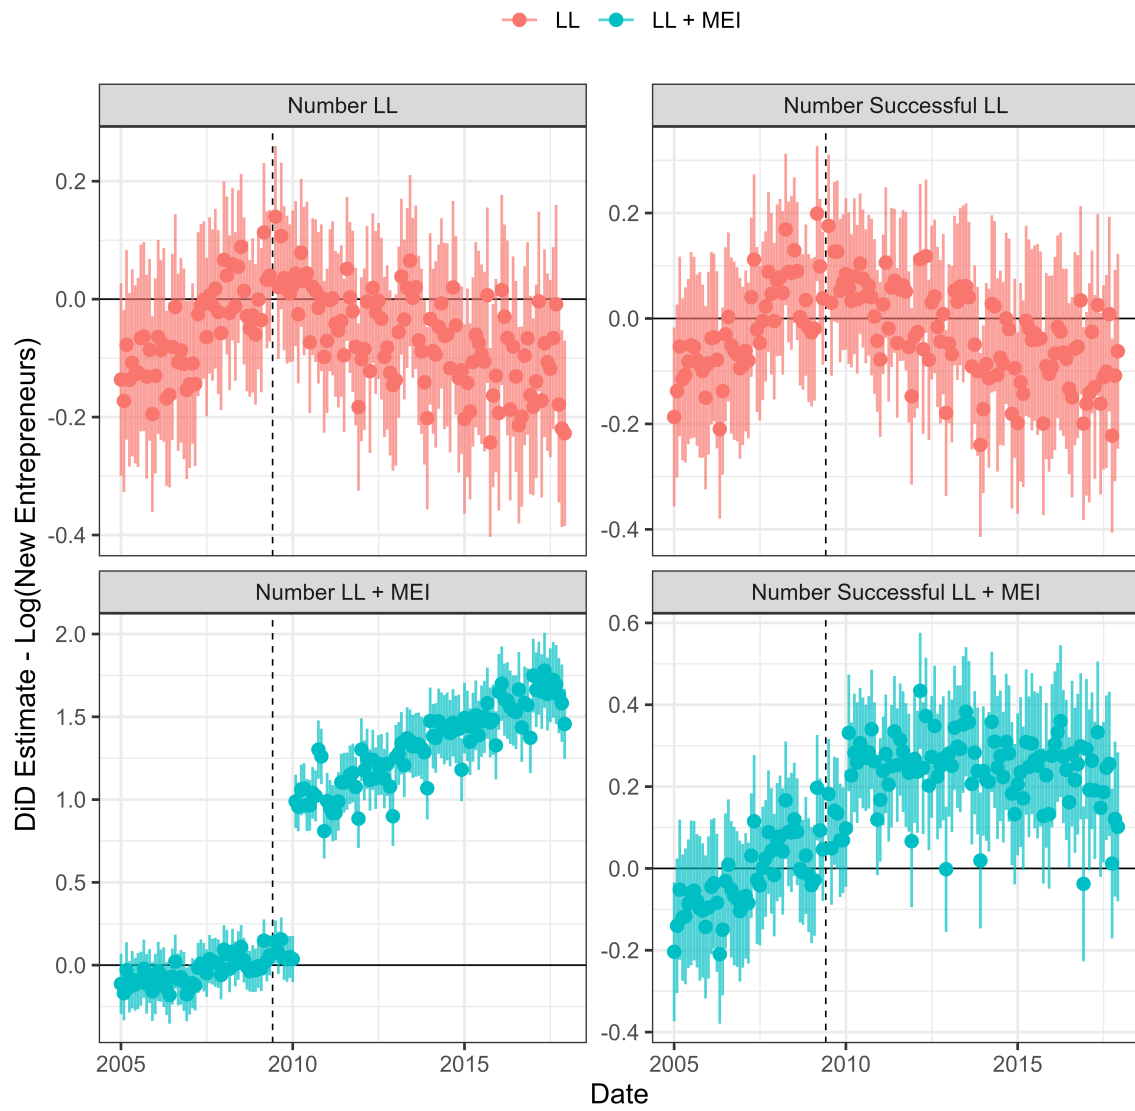 LL LL + MEI
Number LL
Number Successful LL
0.2
0.0
-0.2
-0.4
0.2
0.0
-0.2
-0.4
Number LL + MEI
Number Successful LL + MEI
2.0
1.5
1.0
0.5
0.0
0.6
0.4
0.2
0.0
-0.2
-0.4
2005 2010 2015
2005 2010 2015
DiD Estimate - Log(New Entrepreneurs)
Date